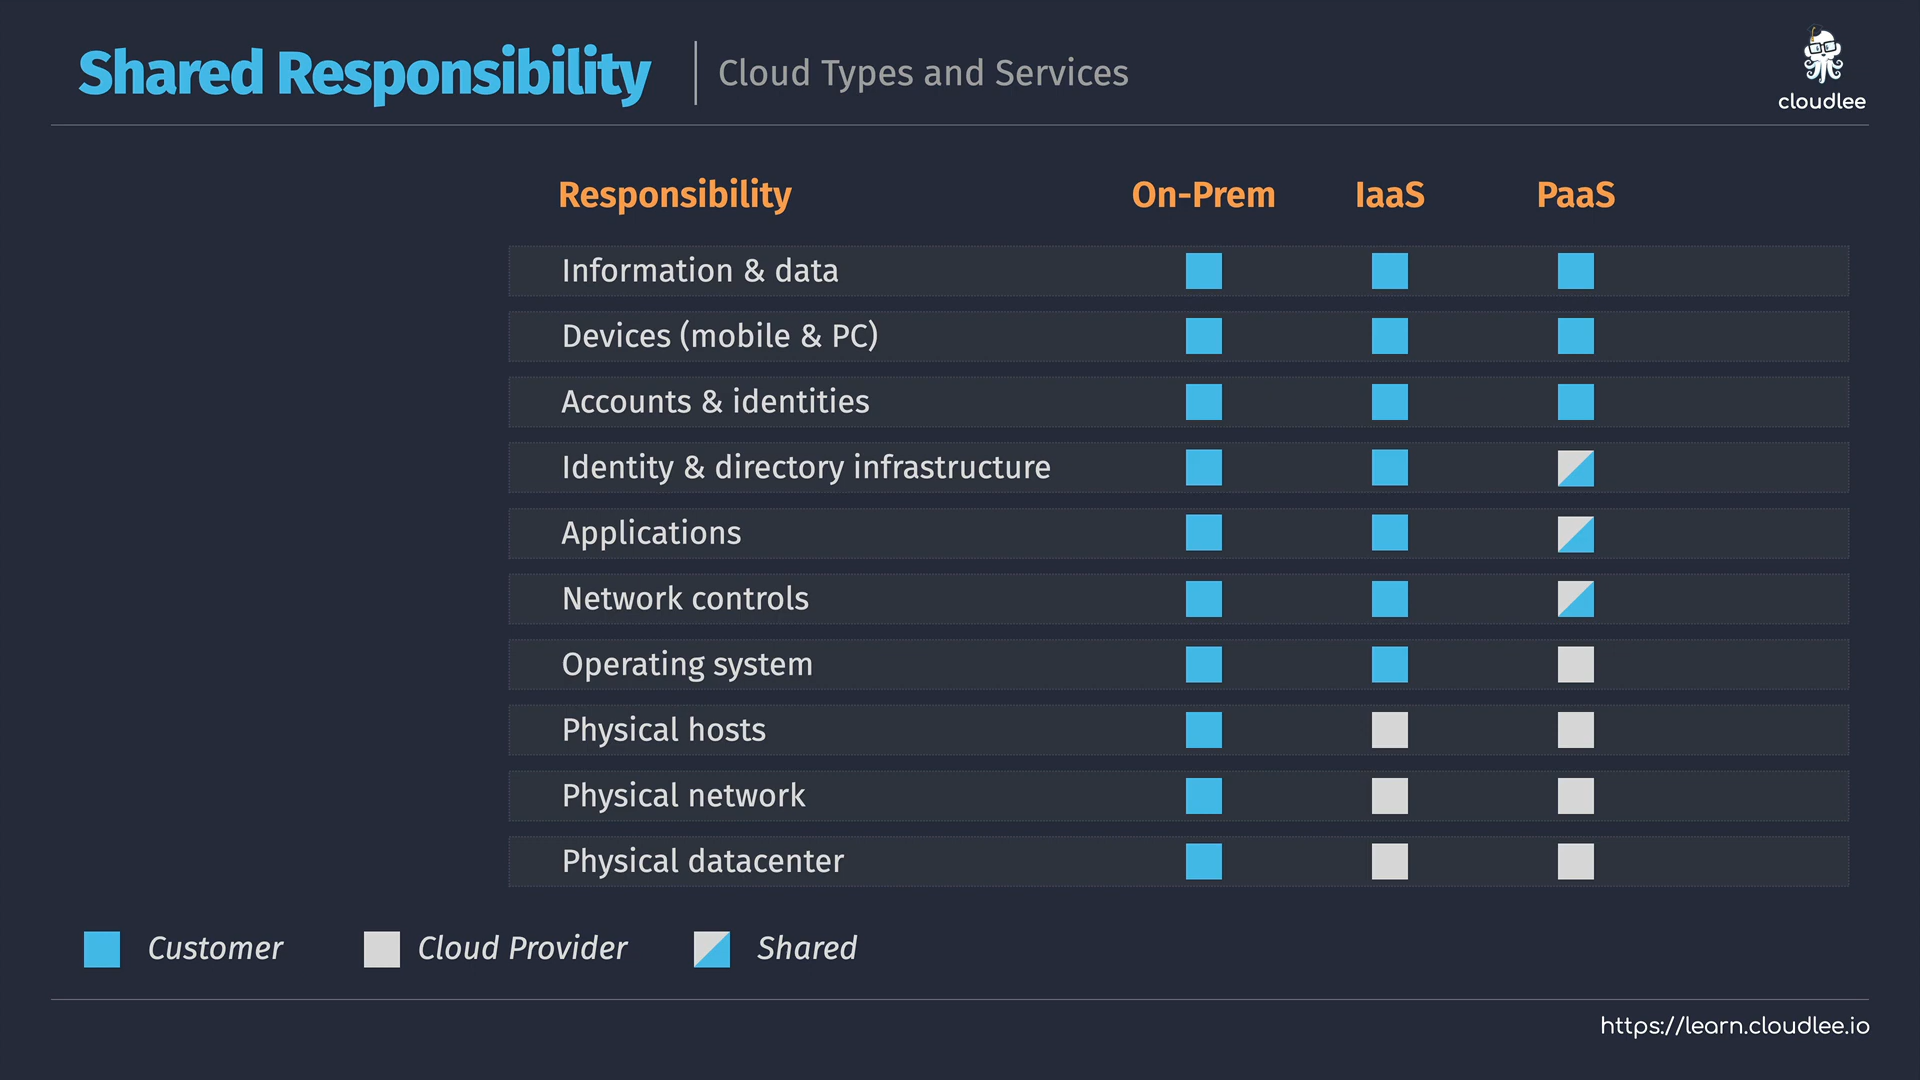 Shared Responsibility
Cloud Types and Services
cloudlee
Responsibility On-Prem IaaS PaaS
Information & data
Devices (mobile & PC)
Accounts & identities
Identity & directory infrastructure
Applications
Network controls
Operating system
Physical hosts
Physical network
Physical datacenter
Customer Cloud Provider Shared
https://learn.cloudlee.io